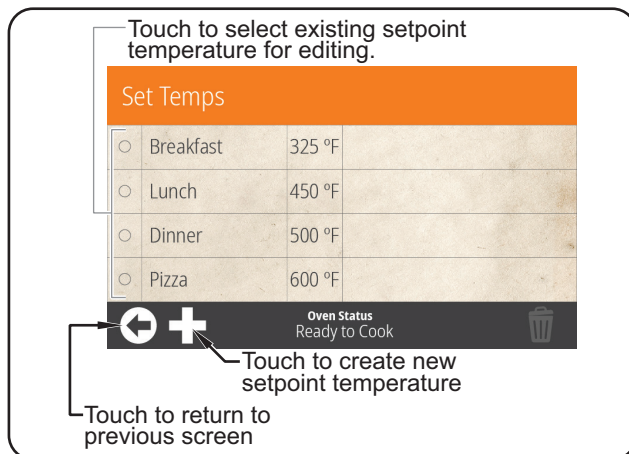 Touch to select existing setpoint
temperature for editing.
Set Temps
Breakfast 325 ºF
Lunch 450 ºF
Dinner 500 ºF
Pizza 600 ºF
Oven Status
Ready to Cook
Touch to create new
setpoint temperature
Touch to return to
previous screen